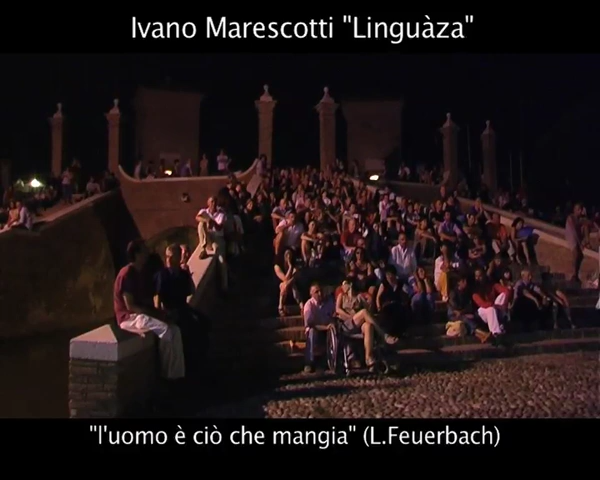 Ivano Marescotti "Linguàza"
"l'uomo è ciò che mangia" (L.Feuerbach)